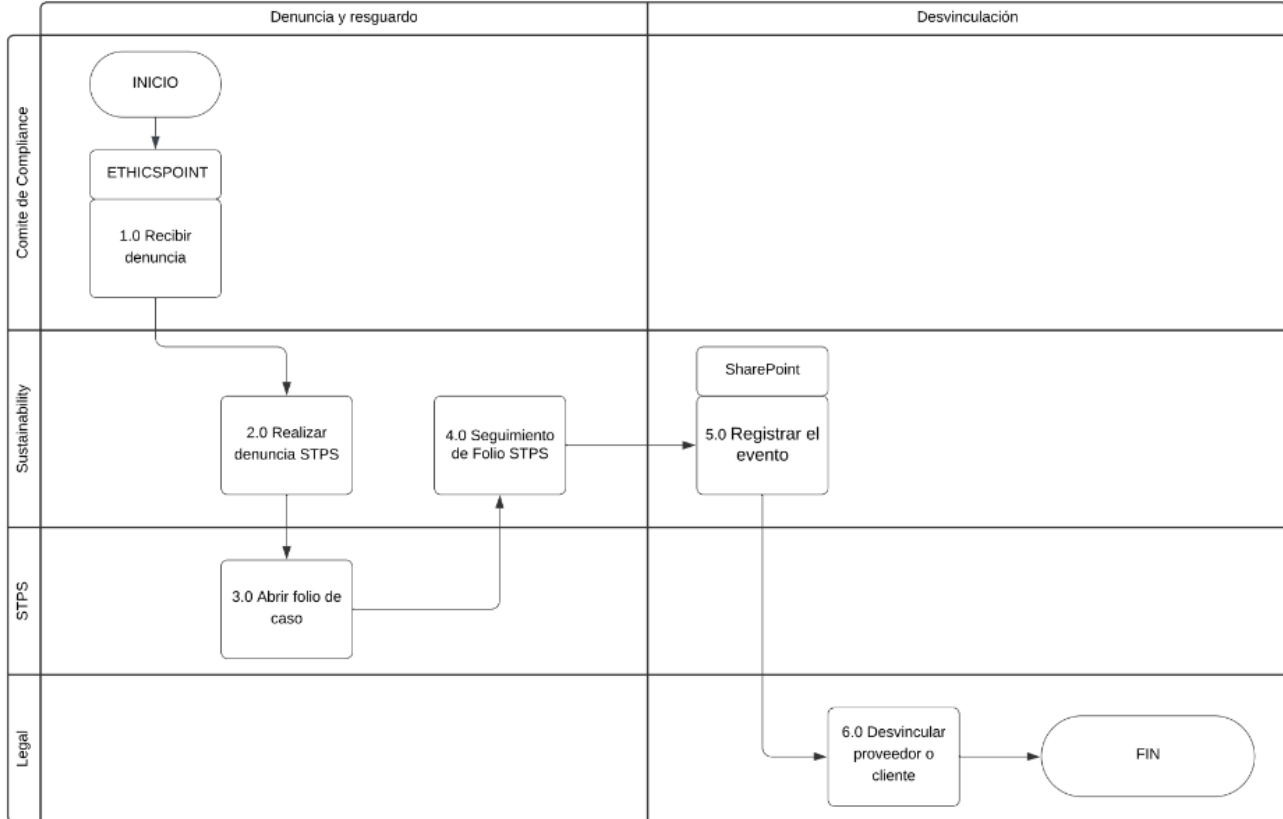 Denuncia y resguardo
Desvinculación
Comite de Compliance
INICIO
ETHICSPOINT
1.0 Recibir
denuncia
Sustainability
2.0 Realizar
denuncia STPS
4.0 Seguimiento
de Folio STPS
SharePoint
5.0 Registrar el
evento
STPS
3.0 Abrir folio de
caso
Legal
6.0 Desvincular
proveedor o
cliente
FIN